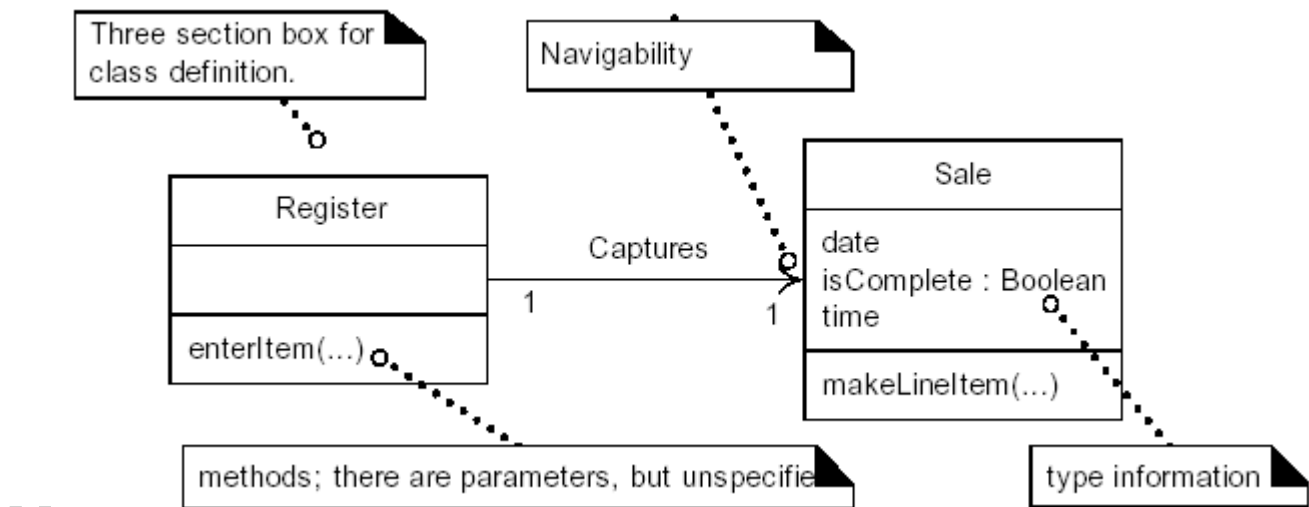 Three section box for
class definition.
Navigability
Register
enterItem(...)
Captures
1
1
Sale
date
isComplete : Boolean
time
makeLineItem(...)
methods; there are parameters, but unspecifie
type information